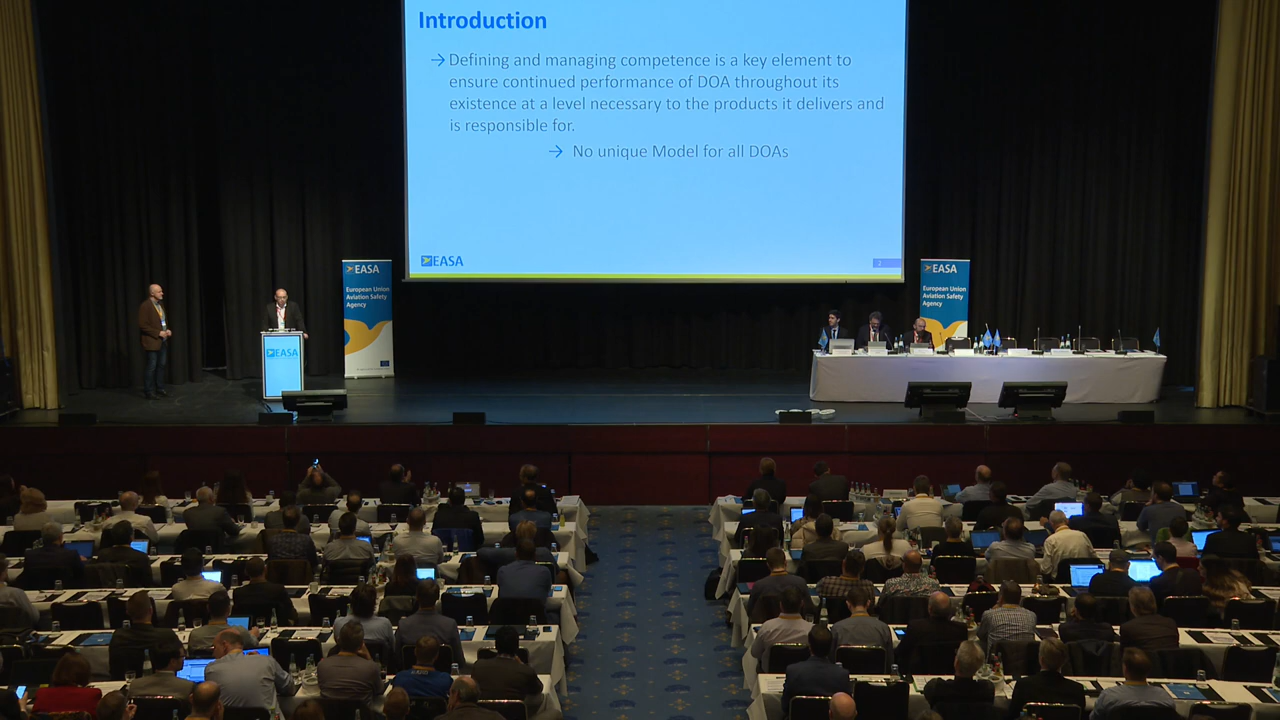 Introduction
→ Defining and managing competence is a key element to
ensure continued performance of DOA throughout its
existence at a level necessary to the products it delivers and
is responsible for.
→ No unique Model for all DOAs
EASA
2
EASA
European Union
Aviation Safety
Agency
EASA
European Union
Aviation Safety
Agency
EASA